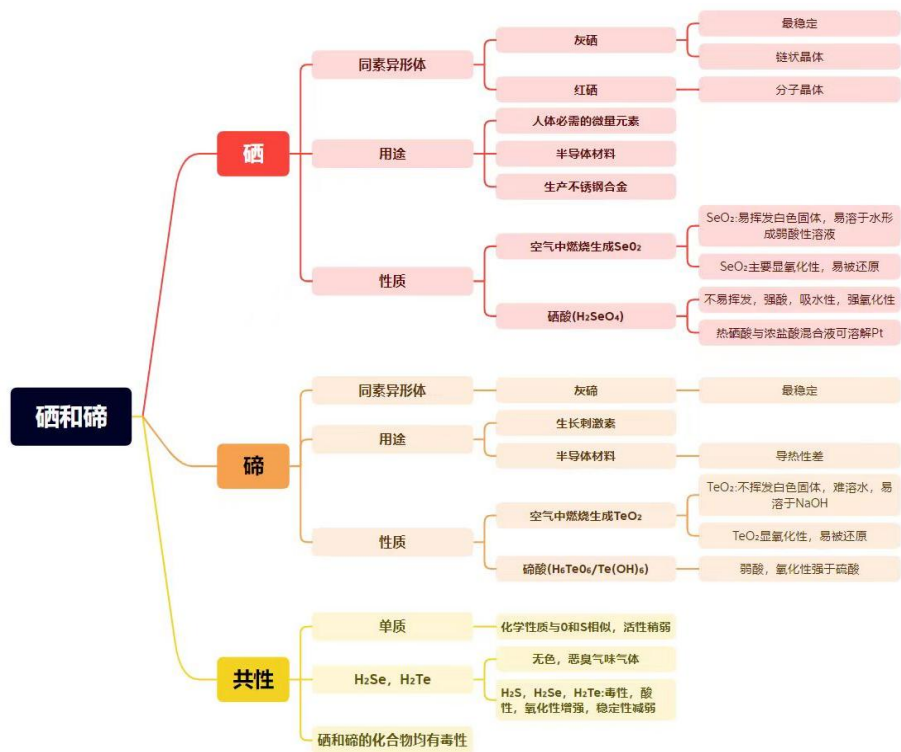 硒和碲
硒
同素异形体
灰硒
最稳定
链状晶体
红硒
分子晶体
用途
人体必需的微量元素
半导体材料
生产不锈钢合金
性质
空气中燃烧生成SeO₂
SeO₂:易挥发白色固体，易溶于水形
成弱酸性溶液
SeO₂主要显氧化性，易被还原
硒酸(H₂SeO₄)
不易挥发，强酸，吸水性，强氧化性
热硒酸与浓盐酸混合液可溶解Pt
碲
同素异形体
灰碲
最稳定
用途
生长刺激素
半导体材料
导热性差
性质
空气中燃烧生成TeO₂
TeO₂:不挥发白色固体，难溶水，易
溶于NaOH
TeO₂显氧化性，易被还原
碲酸(H₆TeO₆/Te(OH)₆)
弱酸，氧化性强于硫酸
共性
单质
化学性质与O和S相似，活性稍弱
H₂Se，H₂Te
无色，恶臭气味气体
H₂S，H₂Se，H₂Te:毒性，酸
性，氧化性增强，稳定性减弱
硒和碲的化合物均有毒性